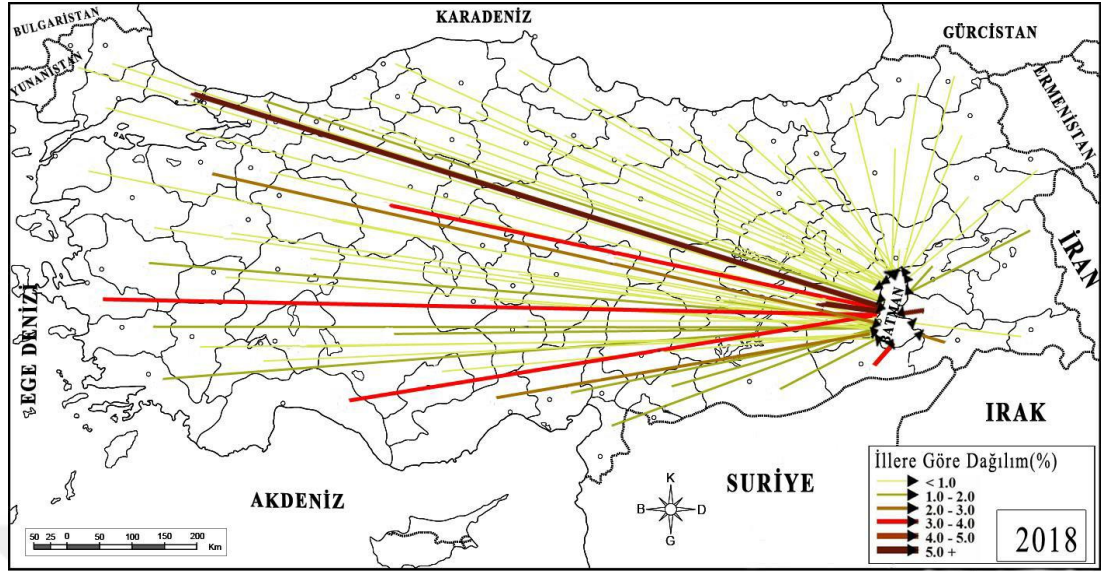 BULGARİSTAN
KARADENİZ
GÜRCİSTAN
YUNANİSTAN
ERMENİSTAN
İRAN
BATMAN
EGE DENİZİ
IRAK
SURİYE
AKDENİZ
K
B D
G
50 25 0 50 100 150 200
Km
İllere Göre Dağılım(%)
< 1.0
1.0 - 2.0
2.0 - 3.0
3.0 - 4.0
4.0 - 5.0
5.0 +
2018